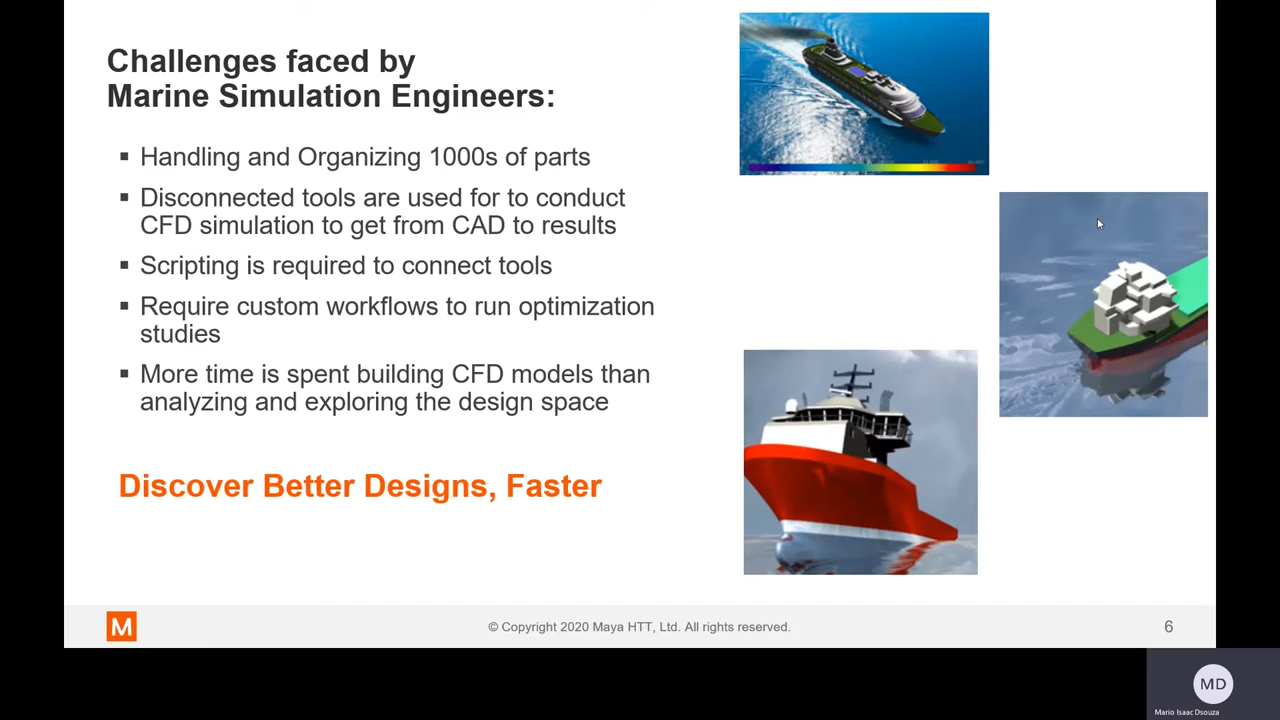 Challenges faced by
Marine Simulation Engineers:
▪ Handling and Organizing 1000s of parts
▪ Disconnected tools are used for to conduct
CFD simulation to get from CAD to results
▪ Scripting is required to connect tools
▪ Require custom workflows to run optimization
studies
▪ More time is spent building CFD models than
analyzing and exploring the design space
Discover Better Designs, Faster
M
© Copyright 2020 Maya HTT, Ltd. All rights reserved.
6
MD
Mario Isaac Dsouza